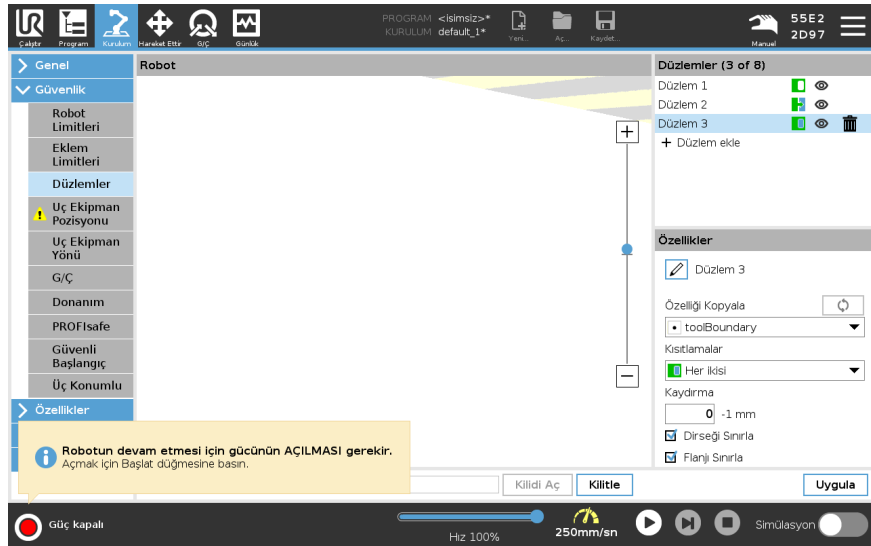 PROGRAM <isimsiz>*
KURULUM default_1*
Çalıştır
Program
Kurulum
Hareket Ettir
G/Ç
Günlük
Yeni...
Aç...
Kaydet...
Manuel
55E2
2D97
Genel
Güvenlik
Robot
Limitleri
Eklem
Limitleri
Düzlemler
Uç Ekipman
Pozisyonu
Uç Ekipman
Yönü
G/Ç
Donanım
PROFIsafe
Güvenli
Başlangıç
Üç Konumlu
Özellikler
Robot
Düzlemler (3 of 8)
Düzlem 1
Düzlem 2
Düzlem 3
+ Düzlem ekle
Özellikler
Düzlem 3
Özelliği Kopyala
toolBoundary
Kısıtlamalar
Her ikisi
Kaydırma
0 -1 mm
Dirseği Sınırla
Flanjı Sınırla
Robotun devam etmesi için gücünün AÇILMASI gerekir.
Açmak için Başlat düğmesine basın.
Kilidi Aç
Kilitle
Uygula
Güç kapalı
Hız 100%
250mm/sn
Simülasyon